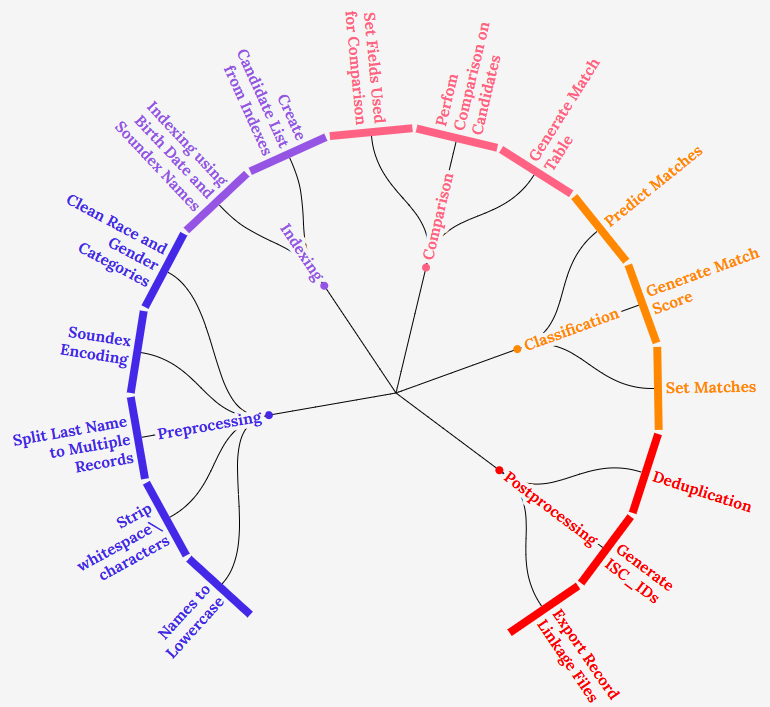 Names to
Lowercase
Strip
whitespace\
characters
Split Last Name
to Multiple
Records
Soundex
Encoding
Clean Race and
Gender
Categories
Preprocessing
Indexing using
Birth Date and
Soundex Names
Create
Candidate List
from Indexes
Indexing
Set Fields Used
for Comparison
Perfom
Comparison on
Candidates
Generate Match
Table
Comparison
Predict Matches
Generate Match
Score
Set Matches
Classification
Deduplication
Generate
ISC_IDs
Export Record
Linkage Files
Postprocessing